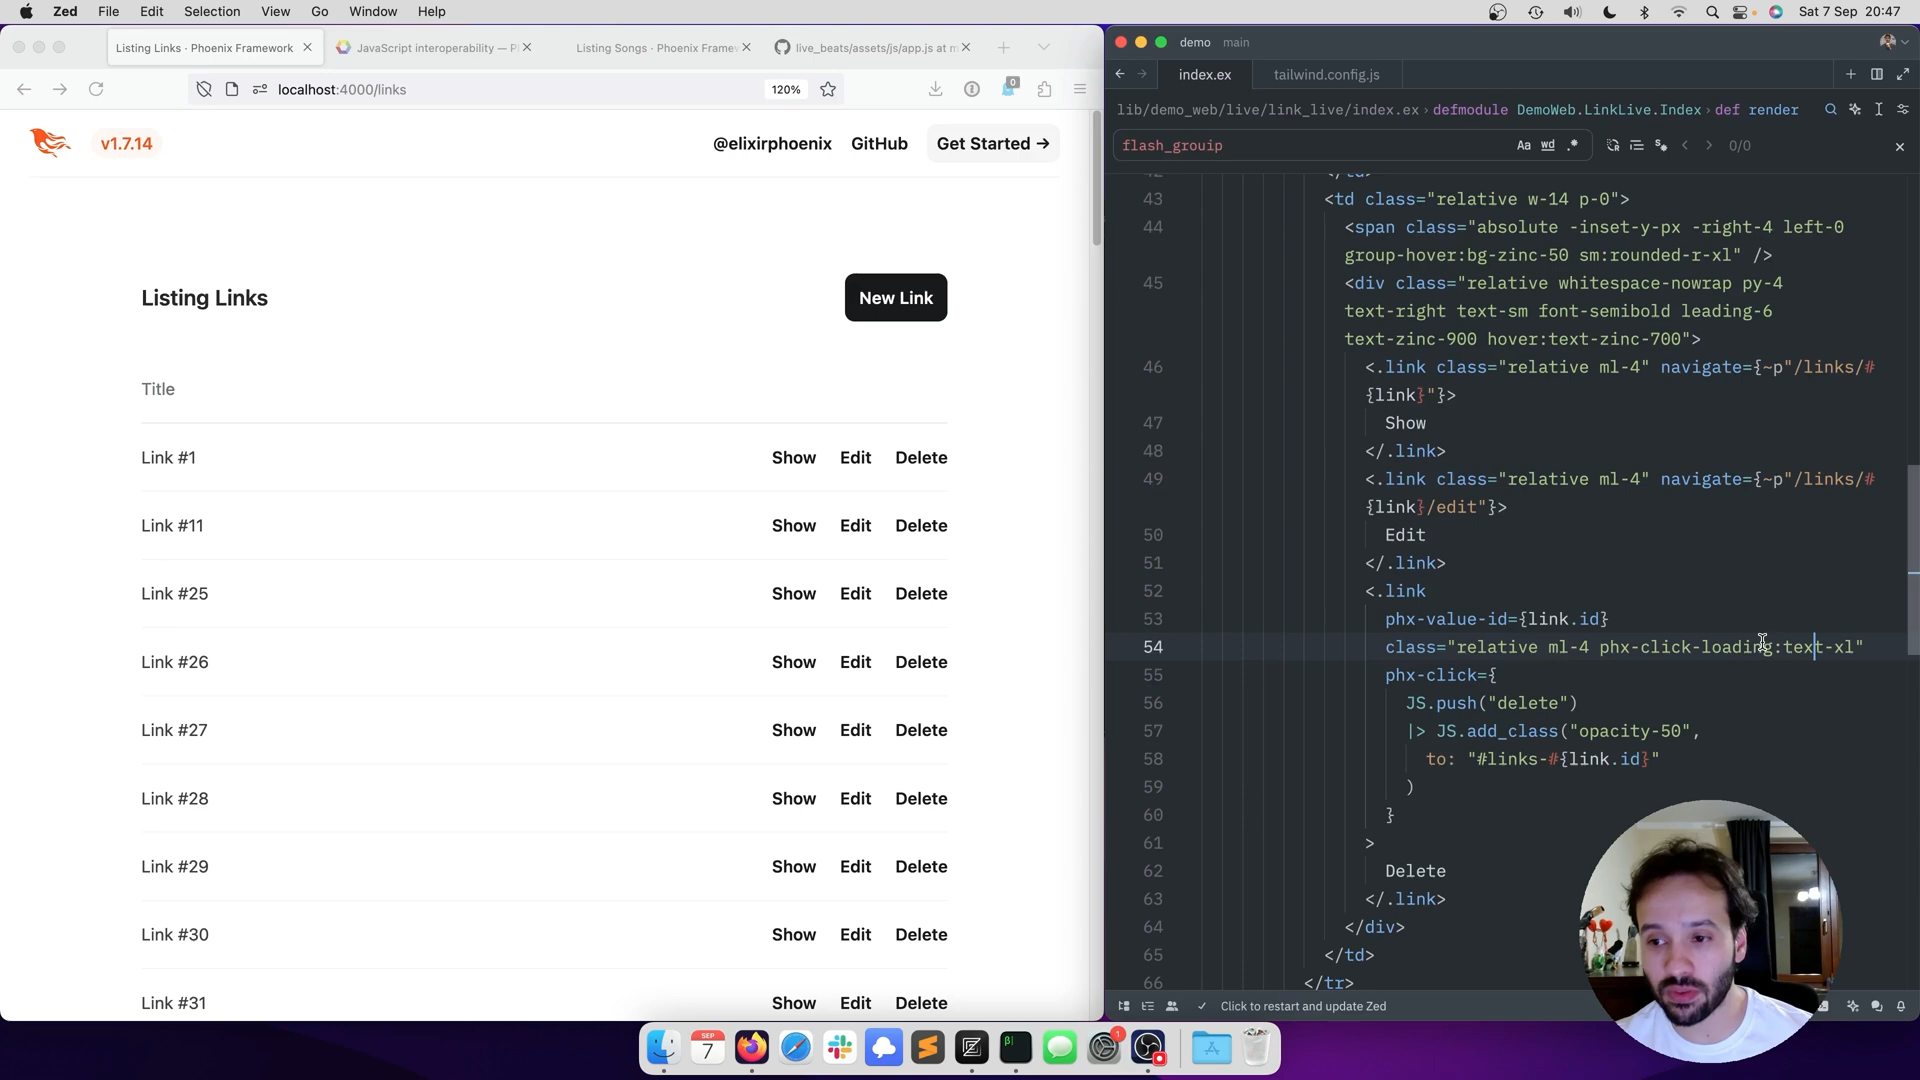 Zed File Edit Selection View Go Window Help
Sat 7 Sep 20:47
Listing Links · Phoenix Framework
JavaScript interoperability — P
Listing Songs · Phoenix Framew
live_beats/assets/js/app.js at m
localhost:4000/links
120%
0
v1.7.14
@elixirphoenix
GitHub
Get Started →
Listing Links
New Link
Title
Link #1 Show Edit Delete
Link #11 Show Edit Delete
Link #25 Show Edit Delete
Link #26 Show Edit Delete
Link #27 Show Edit Delete
Link #28 Show Edit Delete
Link #29 Show Edit Delete
Link #30 Show Edit Delete
Link #31 Show Edit Delete
demo main
index.ex
tailwind.config.js
lib/demo_web/live/link_live/index.ex › defmodule DemoWeb.LinkLive.Index › def render
flash_grouip
Aa wd .* 0/0
42 </td>
43 <td class="relative w-14 p-0">
44 <span class="absolute -inset-y-px -right-4 left-0
group-hover:bg-zinc-50 sm:rounded-r-xl" />
45 <div class="relative whitespace-nowrap py-4
text-right text-sm font-semibold leading-6
text-zinc-900 hover:text-zinc-700">
46 <.link class="relative ml-4" navigate={~p"/links/#
{link}"}>
47 Show
48 </.link>
49 <.link class="relative ml-4" navigate={~p"/links/#
{link}/edit"}>
50 Edit
51 </.link>
52 <.link
53 phx-value-id={link.id}
54 class="relative ml-4 phx-click-loading:text-xl"
55 phx-click={
56 JS.push("delete")
57 |> JS.add_class("opacity-50",
58 to: "#links-#{link.id}"
59 )
60 }
61 >
62 Delete
63 </.link>
64 </div>
65 </td>
66 </tr>
Click to restart and update Zed
SEP
7
1